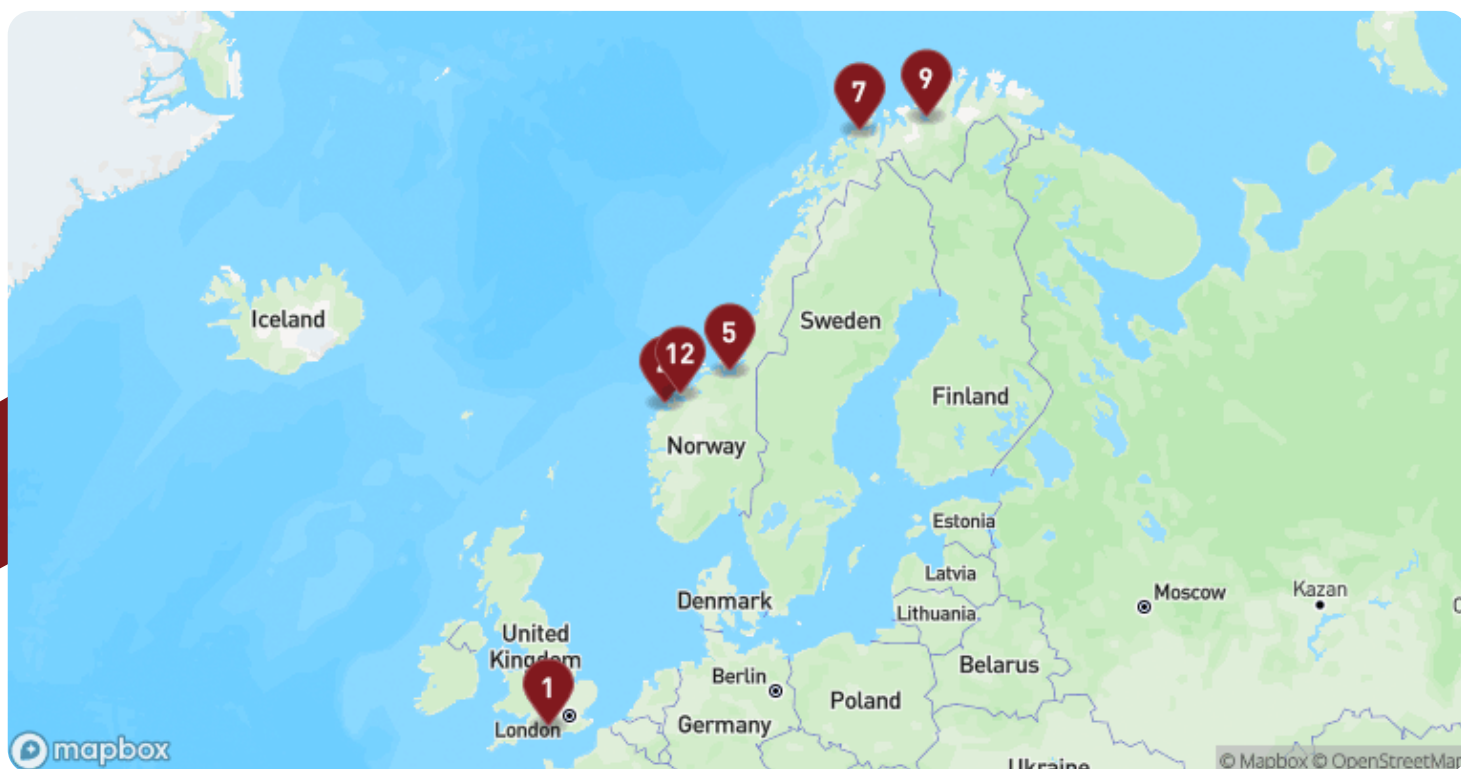 7
9
Iceland
Sweden
5
12
Finland
Norway
Estonia
Latvia
Moscow
Kazan
Denmark
Lithuania
United
Kingdom
Belarus
1
Berlin
Poland
London
Germany
mapbox
Ukraine
© Mapbox © OpenStreetMap